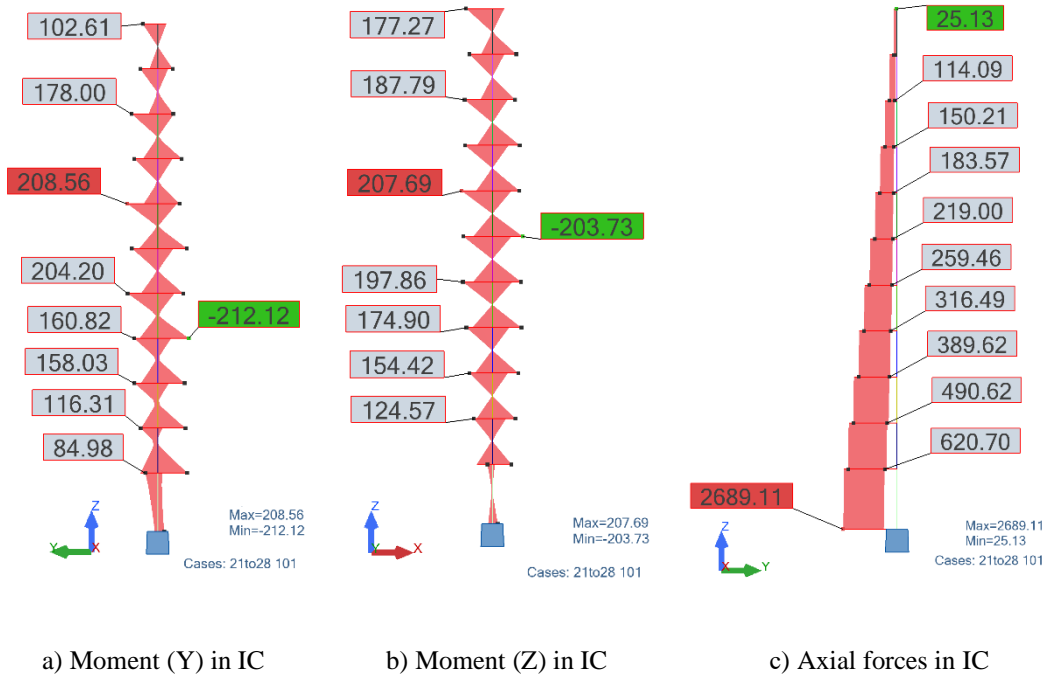 102.61
178.00
208.56
204.20
-212.12
160.82
158.03
116.31
84.98
Z
Y
X
Max=208.56
Min=-212.12
Cases: 21to28 101
177.27
187.79
207.69
-203.73
197.86
174.90
154.42
124.57
Z
Y
X
Max=207.69
Min=-203.73
Cases: 21to28 101
25.13
114.09
150.21
183.57
219.00
259.46
316.49
389.62
490.62
620.70
2689.11
Z
X
Y
Max=2689.11
Min=25.13
Cases: 21to28 101
a) Moment (Y) in IC
b) Moment (Z) in IC
c) Axial forces in IC